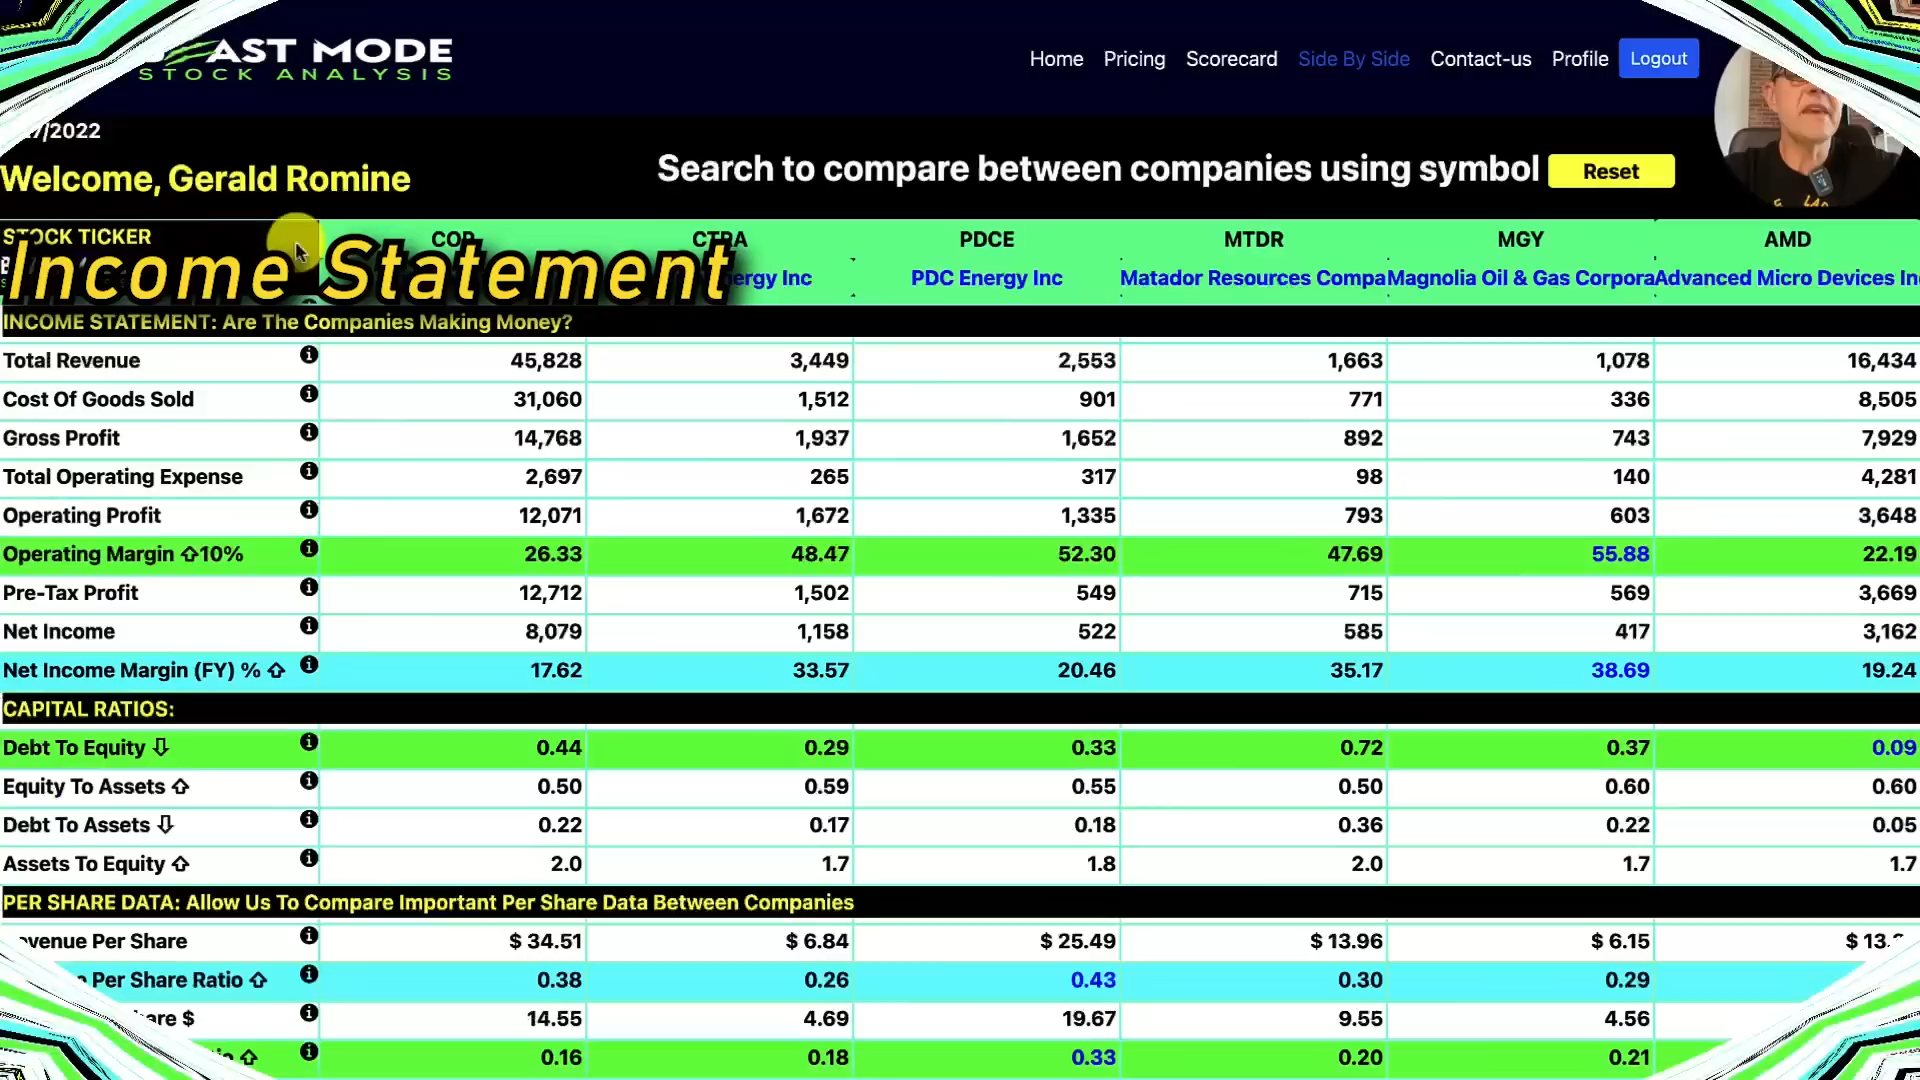 AST MODE
STOCK ANALYSIS
Home Pricing Scorecard Side By Side Contact-us Profile Logout
7/2022
Welcome, Gerald Romine
Search to compare between companies using symbol Reset
STOCK TICKER COP CTRA PDCE MTDR MGY AMD
Income Statement
ergy Inc PDC Energy Inc Matador Resources Compa Magnolia Oil & Gas Corpora Advanced Micro Devices In
INCOME STATEMENT: Are The Companies Making Money?
Total Revenue 45,828 3,449 2,553 1,663 1,078 16,434
Cost Of Goods Sold 31,060 1,512 901 771 336 8,505
Gross Profit 14,768 1,937 1,652 892 743 7,929
Total Operating Expense 2,697 265 317 98 140 4,281
Operating Profit 12,071 1,672 1,335 793 603 3,648
Operating Margin ⇧10% 26.33 48.47 52.30 47.69 55.88 22.19
Pre-Tax Profit 12,712 1,502 549 715 569 3,669
Net Income 8,079 1,158 522 585 417 3,162
Net Income Margin (FY) % ⇧ 17.62 33.57 20.46 35.17 38.69 19.24
CAPITAL RATIOS:
Debt To Equity ⇩ 0.44 0.29 0.33 0.72 0.37 0.09
Equity To Assets ⇧ 0.50 0.59 0.55 0.50 0.60 0.60
Debt To Assets ⇩ 0.22 0.17 0.18 0.36 0.22 0.05
Assets To Equity ⇧ 2.0 1.7 1.8 2.0 1.7 1.7
PER SHARE DATA: Allow Us To Compare Important Per Share Data Between Companies
venue Per Share $ 34.51 $ 6.84 $ 25.49 $ 13.96 $ 6.15 $ 13.
Per Share Ratio ⇧ 0.38 0.26 0.43 0.30 0.29
are $ 14.55 4.69 19.67 9.55 4.56
⇧ 0.16 0.18 0.33 0.20 0.21